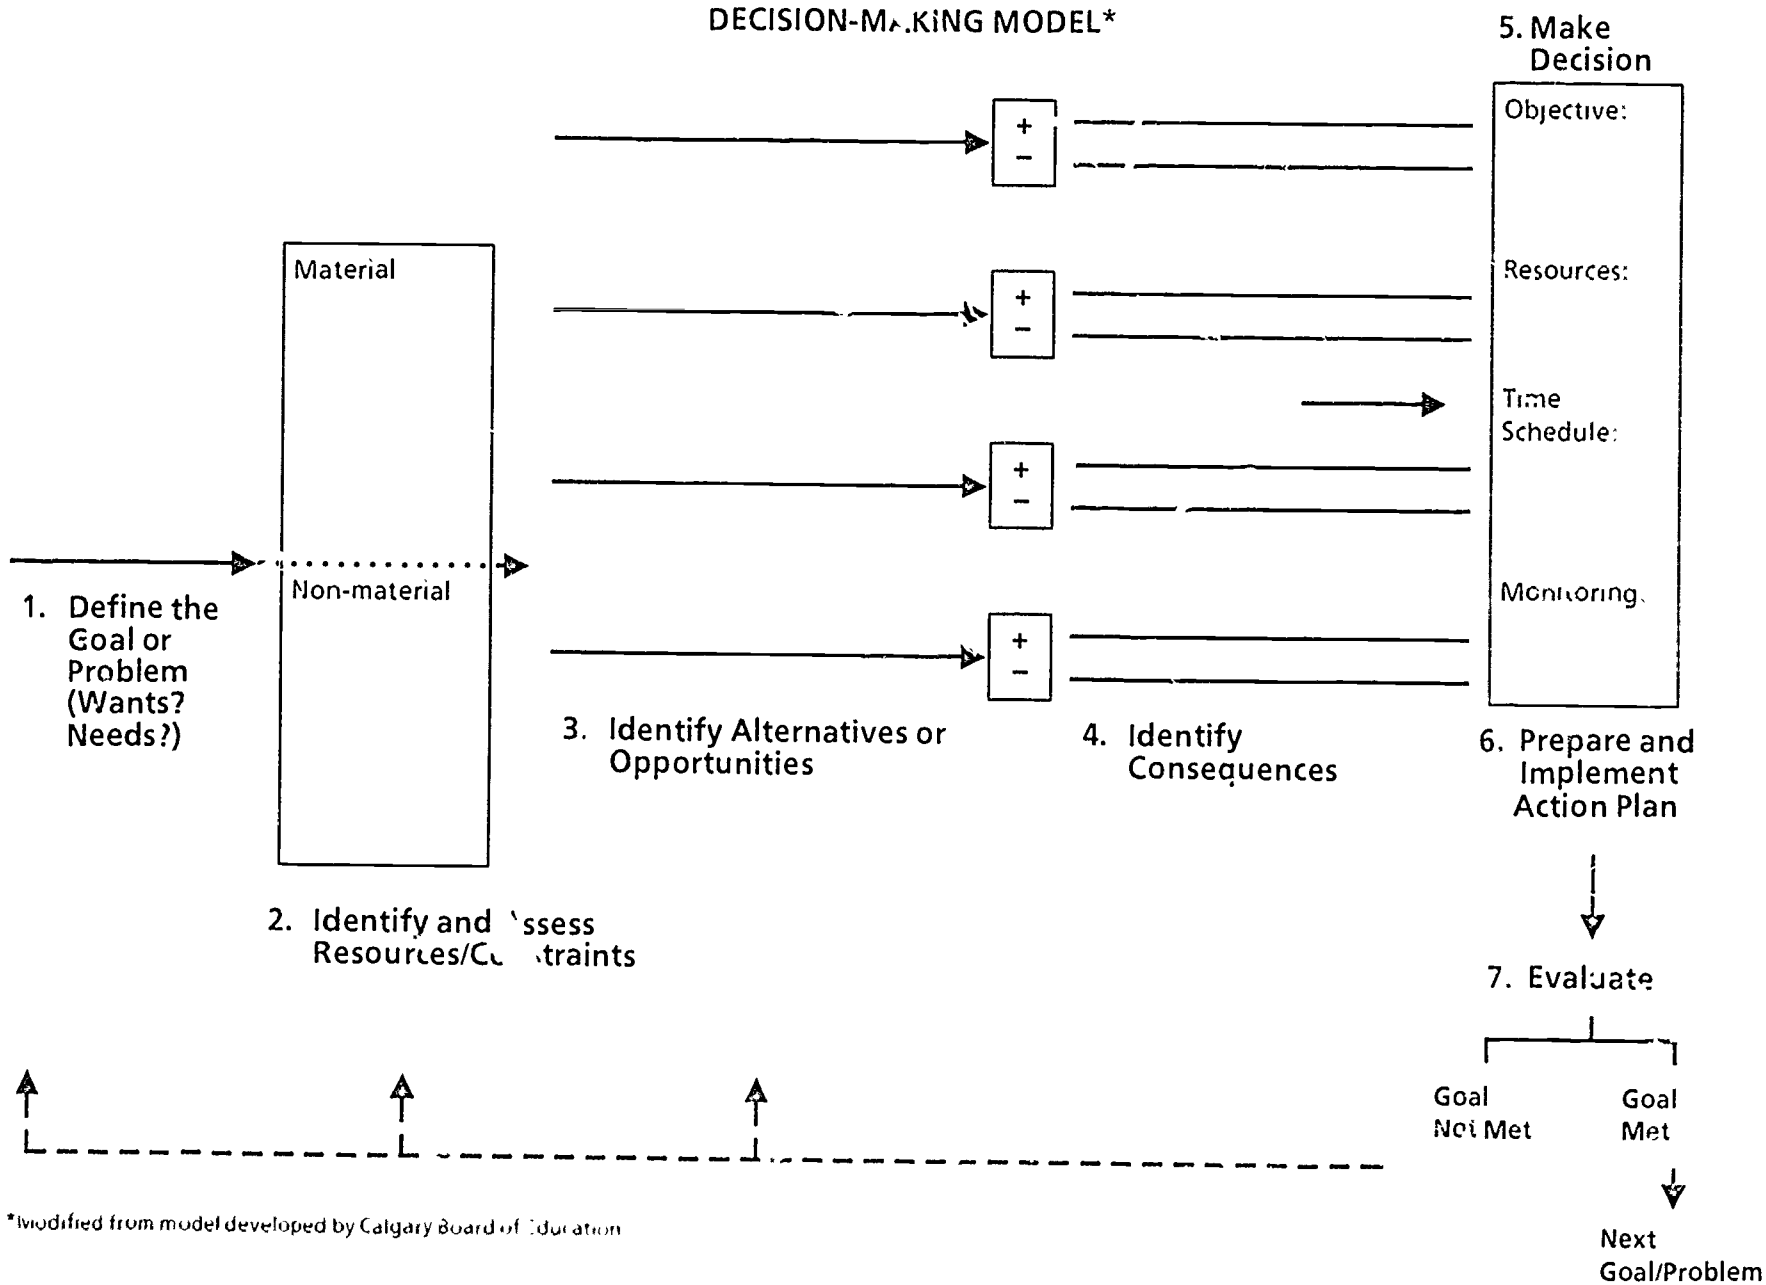 DECISION-MAKING MODEL*
5. Make
Decision
Objective:
Resources:
Time
Schedule:
Monitoring:
+
−
+
−
+
−
+
−
Material
Non-material
1. Define the
Goal or
Problem
(Wants?
Needs?)
2. Identify and Assess
Resources/Constraints
3. Identify Alternatives or
Opportunities
4. Identify
Consequences
6. Prepare and
Implement
Action Plan
7. Evaluate
Goal
Not Met
Goal
Met
Next
Goal/Problem
*Modified from model developed by Calgary Board of Education